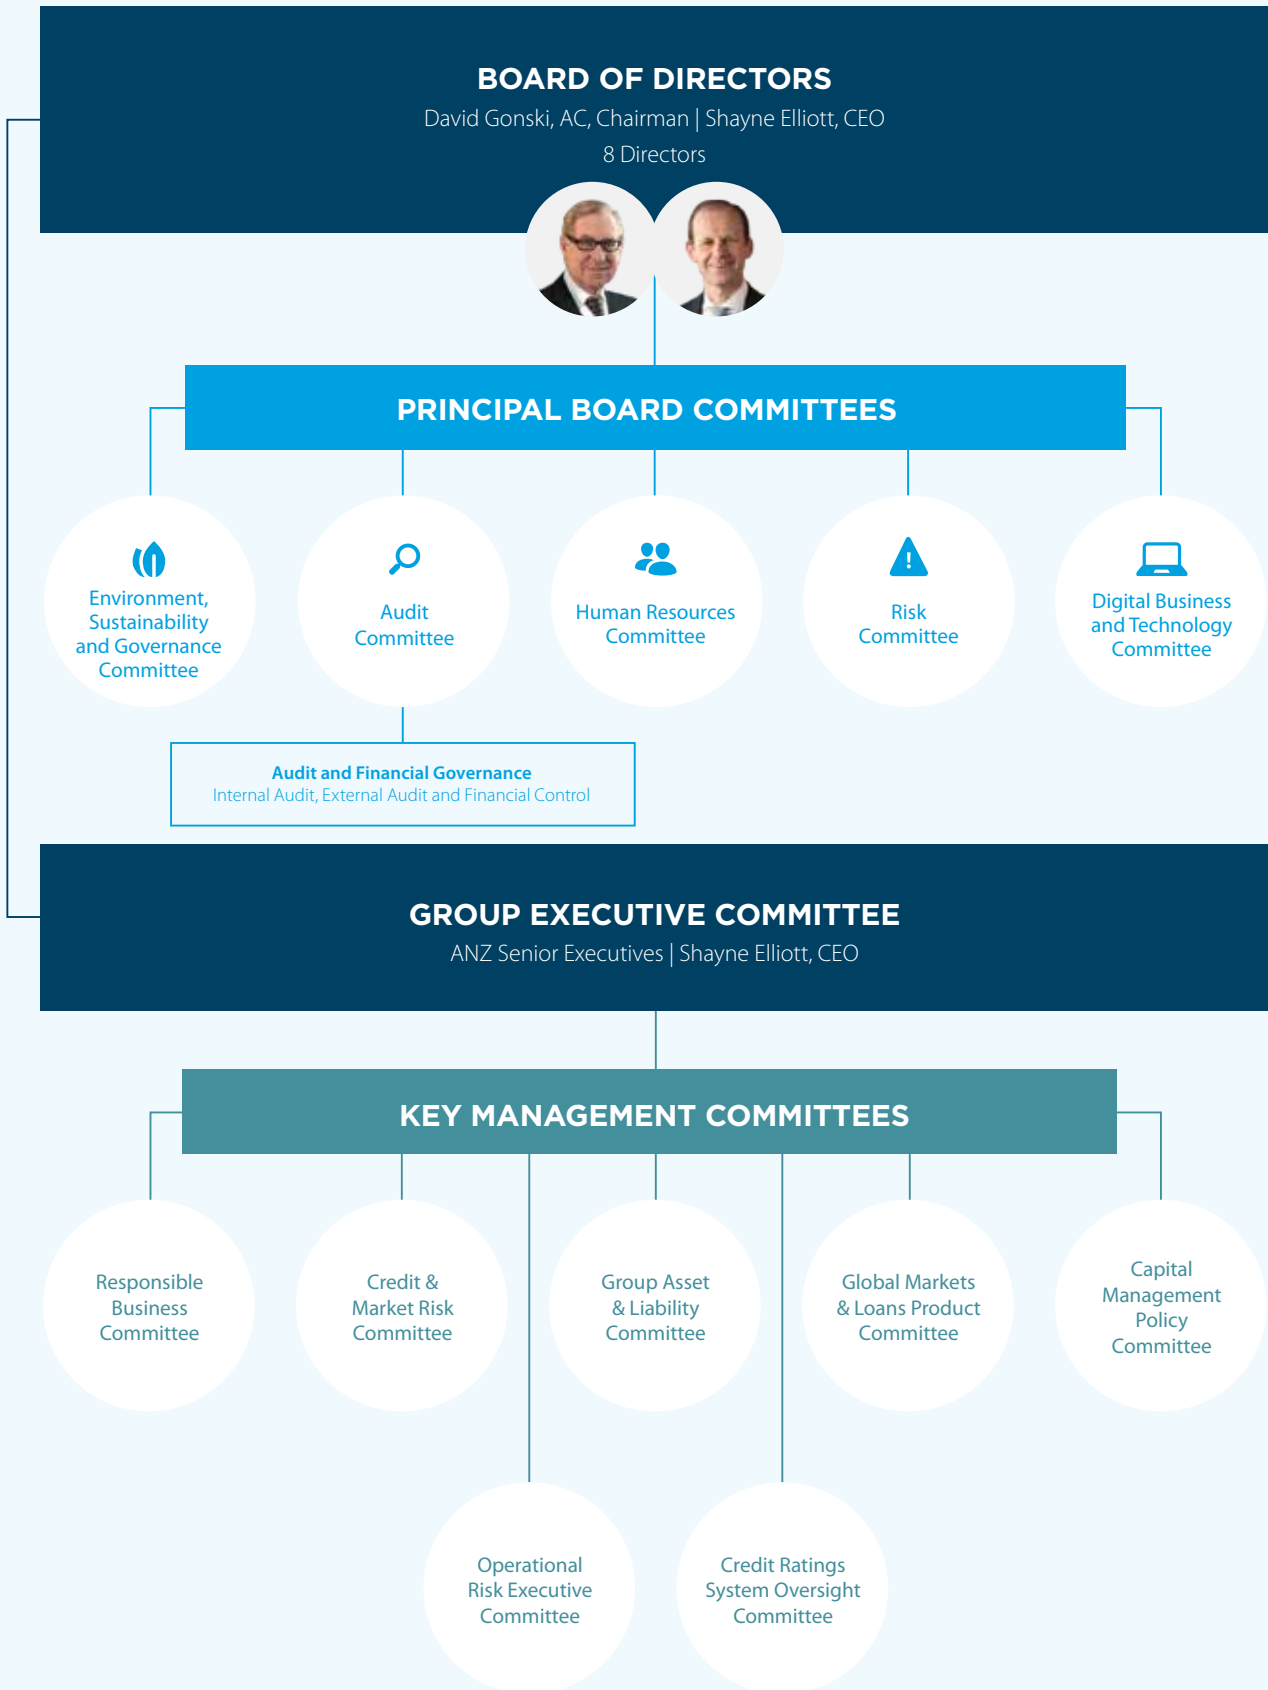 BOARD OF DIRECTORS
David Gonski, AC, Chairman | Shayne Elliott, CEO
8 Directors
PRINCIPAL BOARD COMMITTEES
Environment,
Sustainability
and Governance
Committee
Audit
Committee
Human Resources
Committee
Risk
Committee
Digital Business
and Technology
Committee
Audit and Financial Governance
Internal Audit, External Audit and Financial Control
GROUP EXECUTIVE COMMITTEE
ANZ Senior Executives | Shayne Elliott, CEO
KEY MANAGEMENT COMMITTEES
Responsible
Business
Committee
Credit &
Market Risk
Committee
Group Asset
& Liability
Committee
Global Markets
& Loans Product
Committee
Capital
Management
Policy
Committee
Operational
Risk Executive
Committee
Credit Ratings
System Oversight
Committee